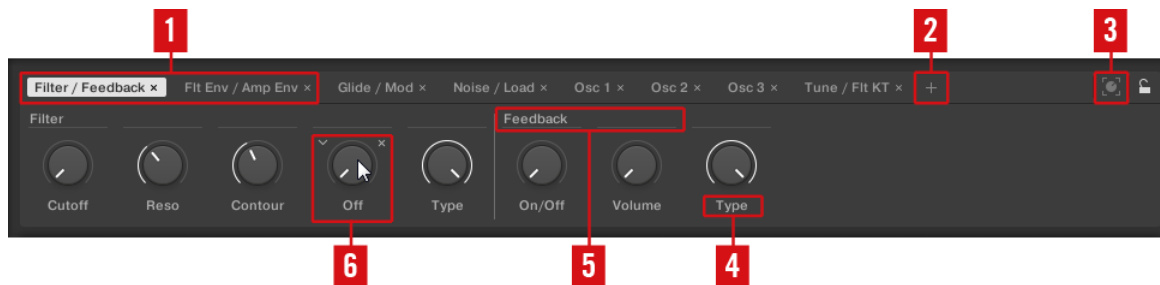 1 2 3
Filter / Feedback × Flt Env / Amp Env × Glide / Mod × Noise / Load × Osc 1 × Osc 2 × Osc 3 × Tune / Flt KT × +
Filter Feedback
Cutoff Reso Contour Off Type On/Off Volume Type
6 5 4